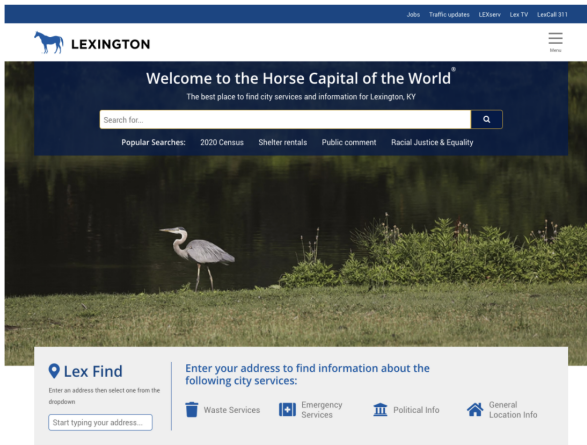 Jobs Traffic updates LEXserv Lex TV LexCall 311
LEXINGTON
Menu
Welcome to the Horse Capital of the World®
The best place to find city services and information for Lexington, KY
Search for...
Popular Searches: 2020 Census Shelter rentals Public comment Racial Justice & Equality
Lex Find
Enter an address then select one from the
dropdown
Start typing your address...
Enter your address to find information about the
following city services:
Waste Services
Emergency
Services
Political Info
General
Location Info